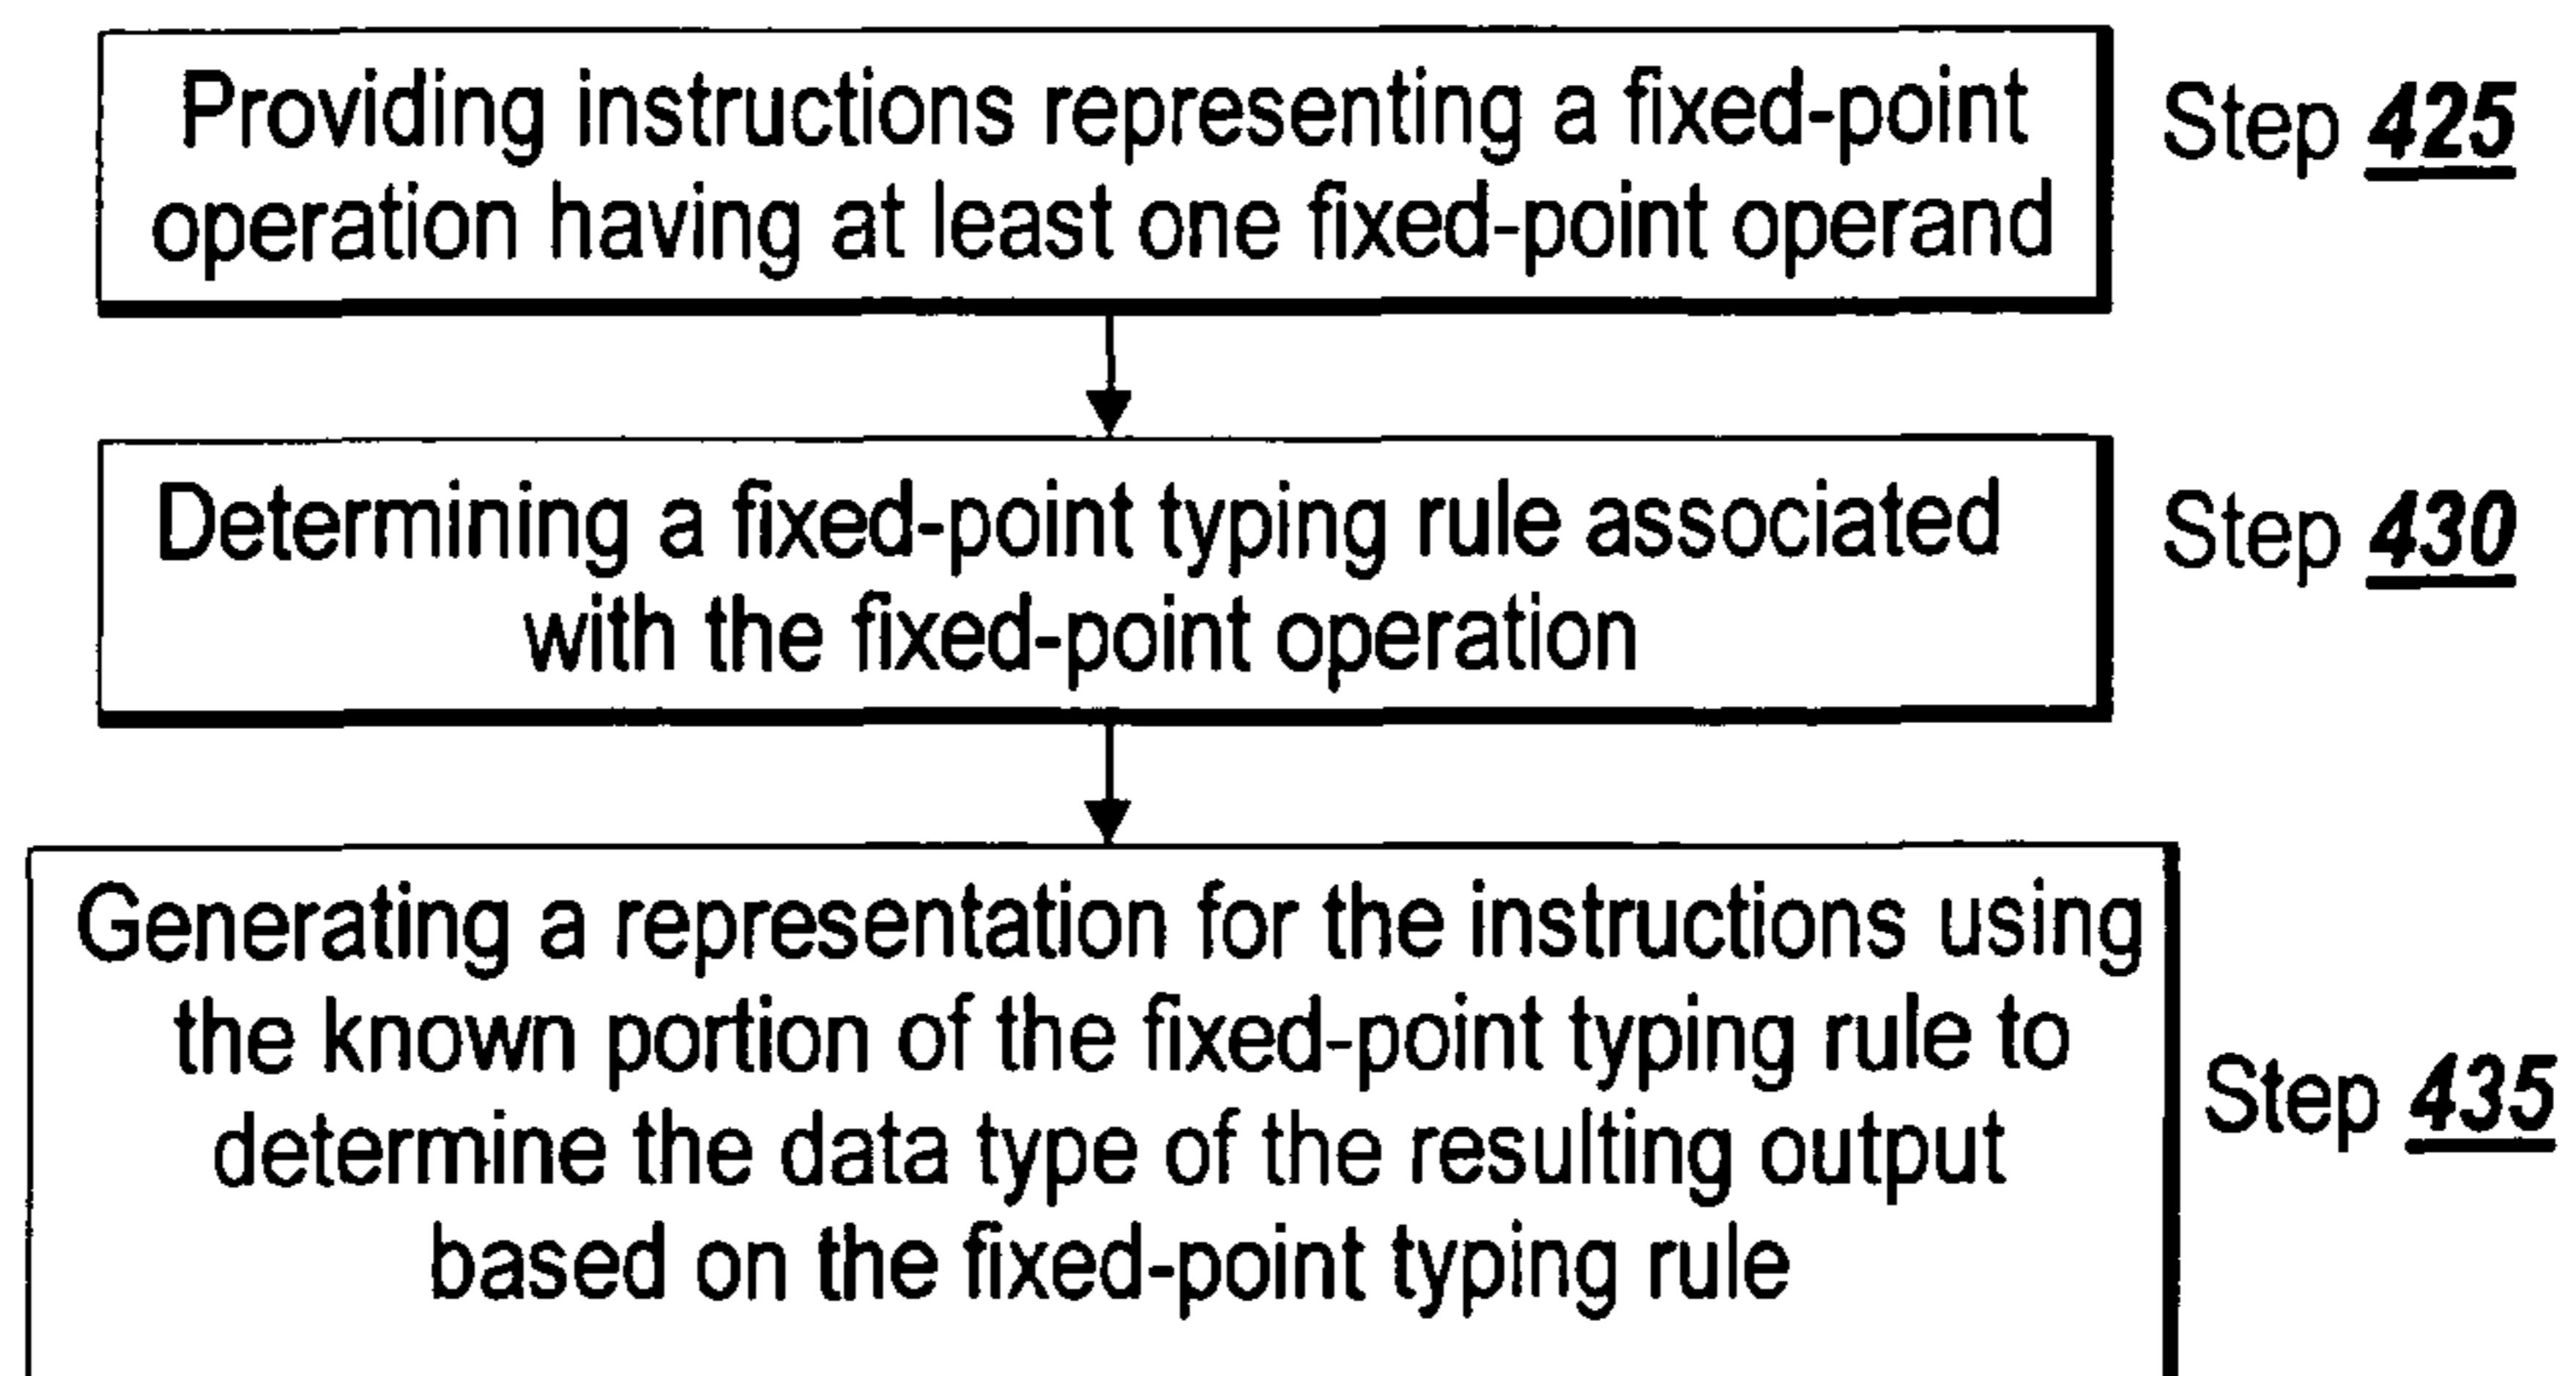 Providing instructions representing a fixed-point
operation having at least one fixed-point operand
Step 425
Determining a fixed-point typing rule associated
with the fixed-point operation
Step 430
Generating a representation for the instructions using
the known portion of the fixed-point typing rule to
determine the data type of the resulting output
based on the fixed-point typing rule
Step 435